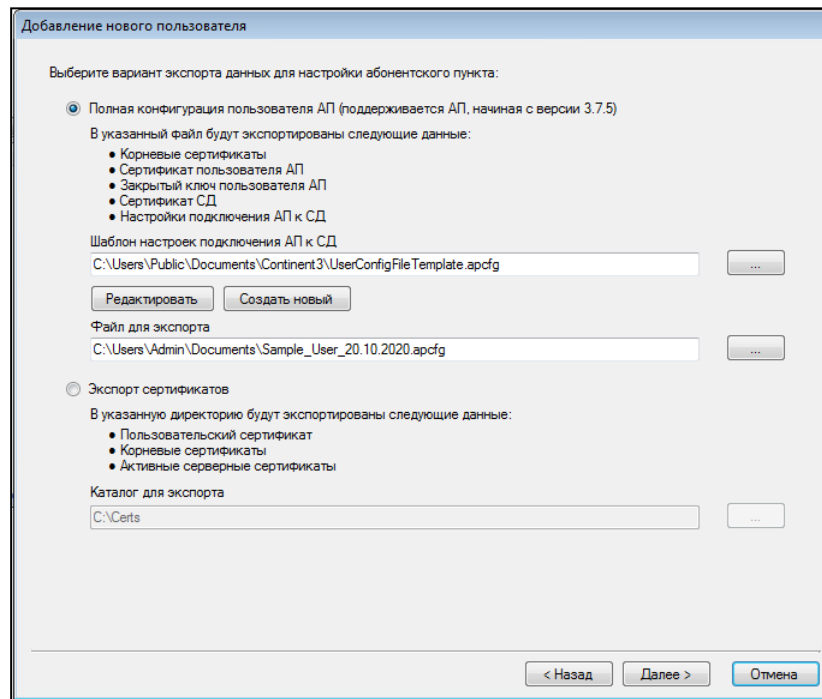 Добавление нового пользователя
Выберите вариант экспорта данных для настройки абонентского пункта:
Полная конфигурация пользователя АП (поддерживается АП, начиная с версии 3.7.5)
В указанный файл будут экспортированы следующие данные:
● Корневые сертификаты
● Сертификат пользователя АП
● Закрытый ключ пользователя АП
● Сертификат СД
● Настройки подключения АП к СД
Шаблон настроек подключения АП к СД
C:\Users\Public\Documents\Continent3\UserConfigFileTemplate.apcfg
...
Редактировать
Создать новый
Файл для экспорта
C:\Users\Admin\Documents\Sample_User_20.10.2020.apcfg
...
Экспорт сертификатов
В указанную директорию будут экспортированы следующие данные:
● Пользовательский сертификат
● Корневые сертификаты
● Активные серверные сертификаты
Каталог для экспорта
C:\Certs
...
< Назад
Далее >
Отмена